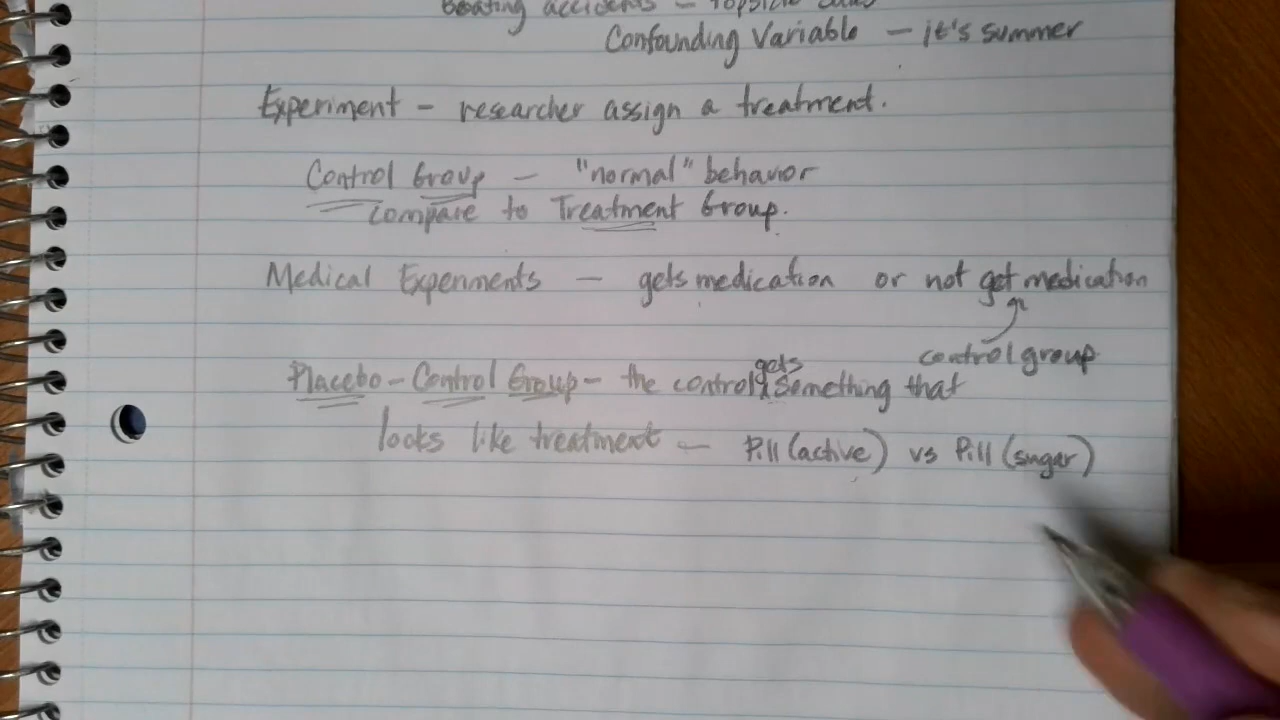 Boating accidents –
Confounding Variable – it's summer
Experiment – researcher assign a treatment.
Control Group – "normal" behavior
compare to Treatment Group.
Medical Experiments – gets medication or not get medication
control group
gets
Placebo – Control Group – the control something that
looks like treatment – Pill (active) vs Pill (sugar)